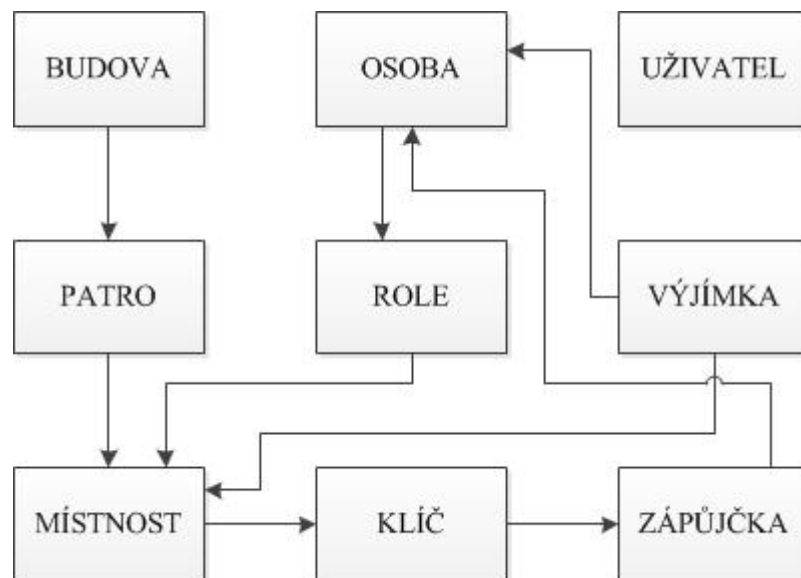 BUDOVA
OSOBA
UŽIVATEL
PATRO
ROLE
VÝJÍMKA
MÍSTNOST
KLÍČ
ZÁPŮJČKA